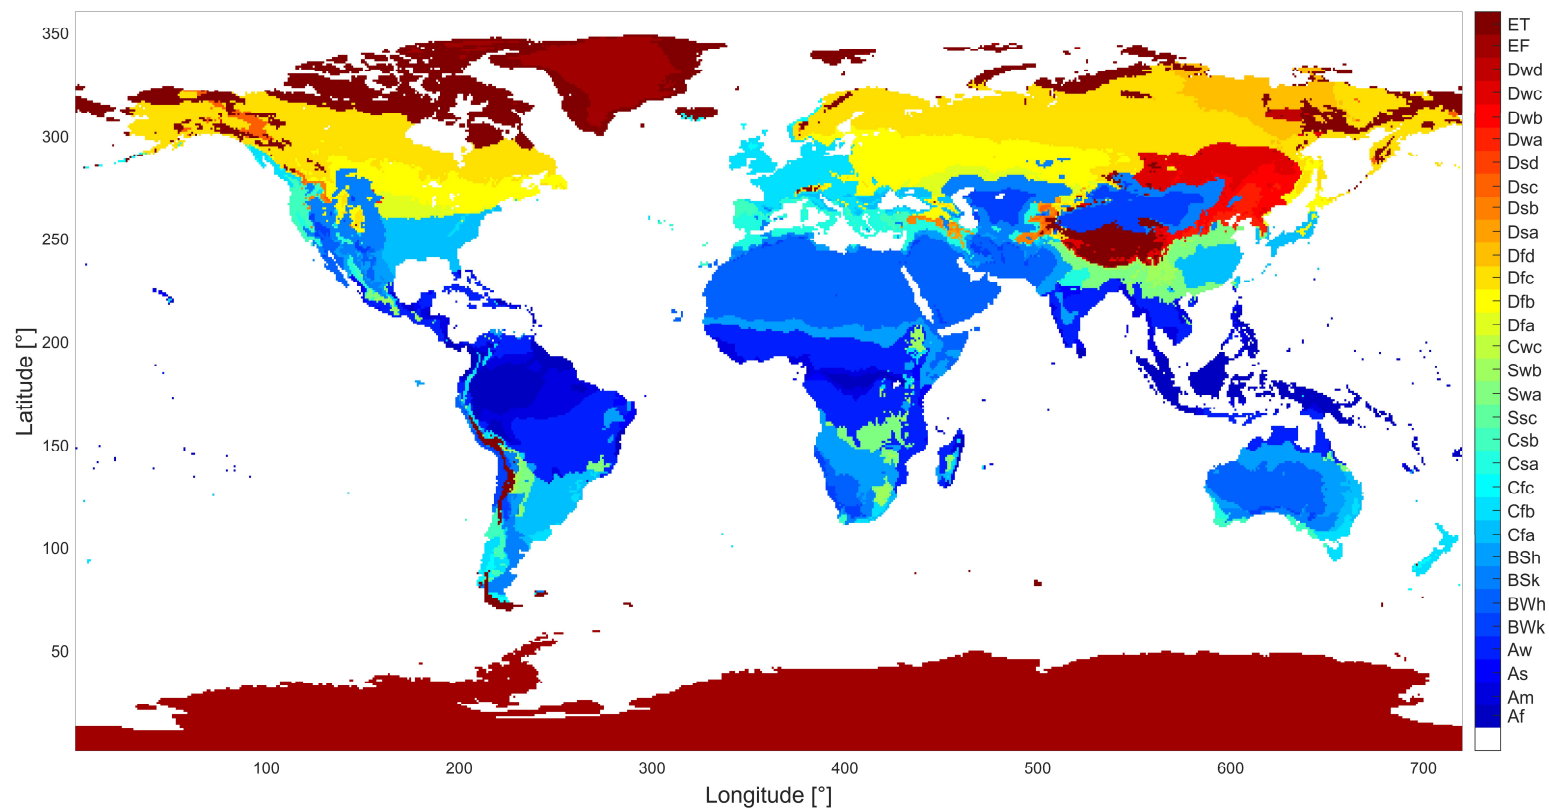 350
300
250
200
150
100
50
Latitude [°]
100
200
300
400
500
600
700
Longitude [°]
ET
EF
Dwd
Dwc
Dwb
Dwa
Dsd
Dsc
Dsb
Dsa
Dfd
Dfc
Dfb
Dfa
Cwc
Swb
Swa
Ssc
Csb
Csa
Cfc
Cfb
Cfa
BSh
BSk
BWh
BWk
Aw
As
Am
Af